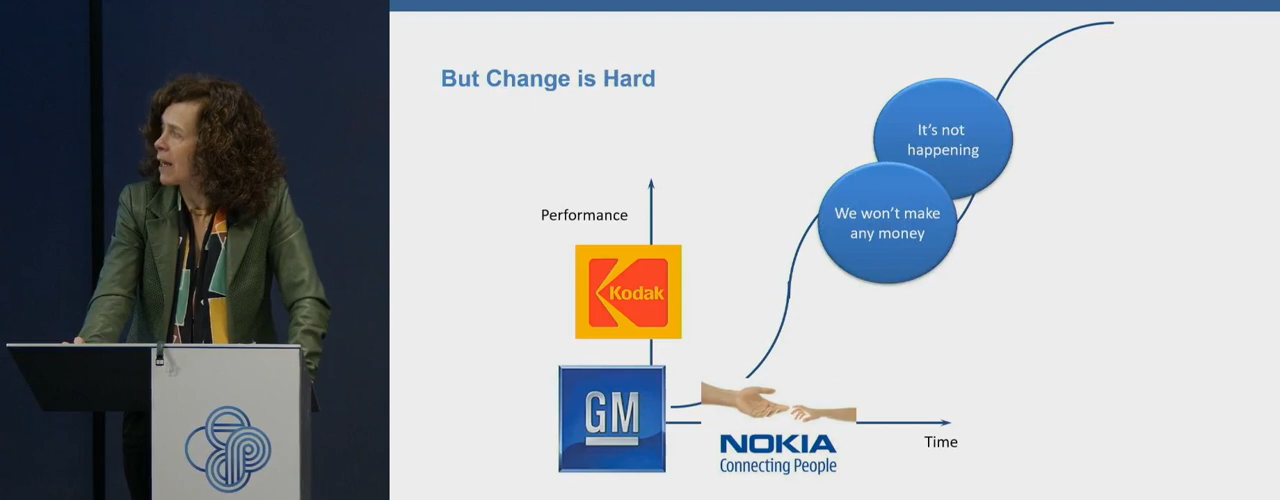 But Change is Hard
It's not
happening
We won't make
any money
Performance
Kodak
GM
NOKIA
Connecting People
Time